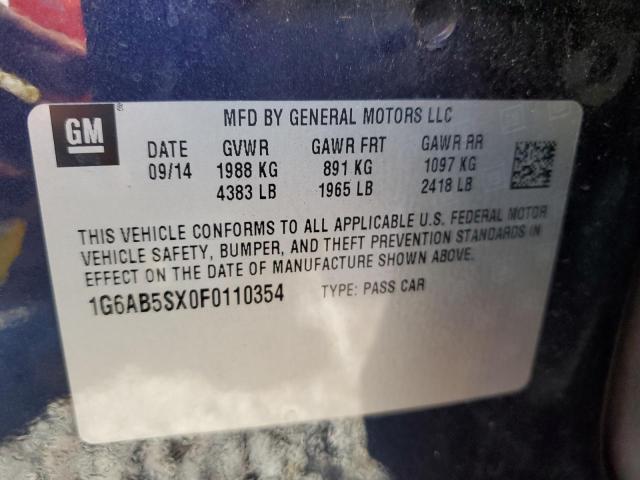 GM
MFD BY GENERAL MOTORS LLC
DATE GVWR GAWR FRT GAWR RR
09/14 1988 KG 891 KG 1097 KG
4383 LB 1965 LB 2418 LB
THIS VEHICLE CONFORMS TO ALL APPLICABLE U.S. FEDERAL MOTOR
VEHICLE SAFETY, BUMPER, AND THEFT PREVENTION STANDARDS IN
EFFECT ON THE DATE OF MANUFACTURE SHOWN ABOVE.
1G6AB5SX0F0110354 TYPE: PASS CAR